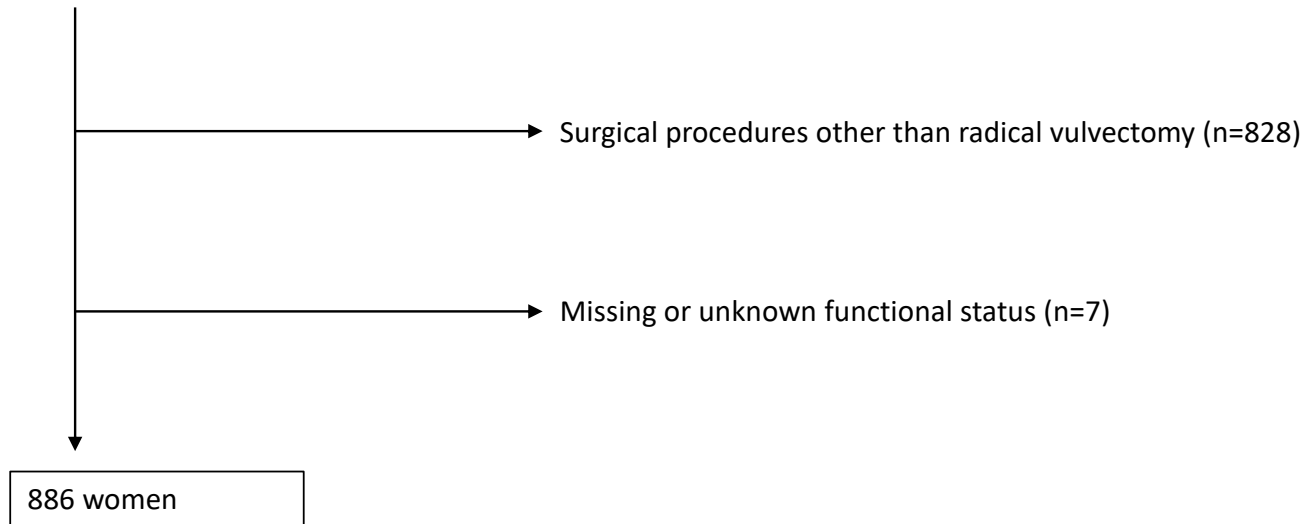 Surgical procedures other than radical vulvectomy (n=828)
Missing or unknown functional status (n=7)
886 women